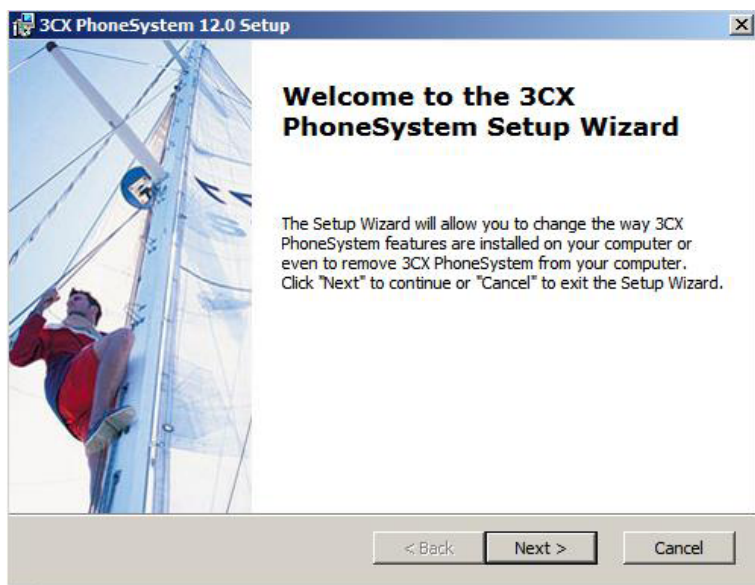 3CX PhoneSystem 12.0 Setup
Welcome to the 3CX
PhoneSystem Setup Wizard
The Setup Wizard will allow you to change the way 3CX
PhoneSystem features are installed on your computer or
even to remove 3CX PhoneSystem from your computer.
Click "Next" to continue or "Cancel" to exit the Setup Wizard.
< Back
Next >
Cancel